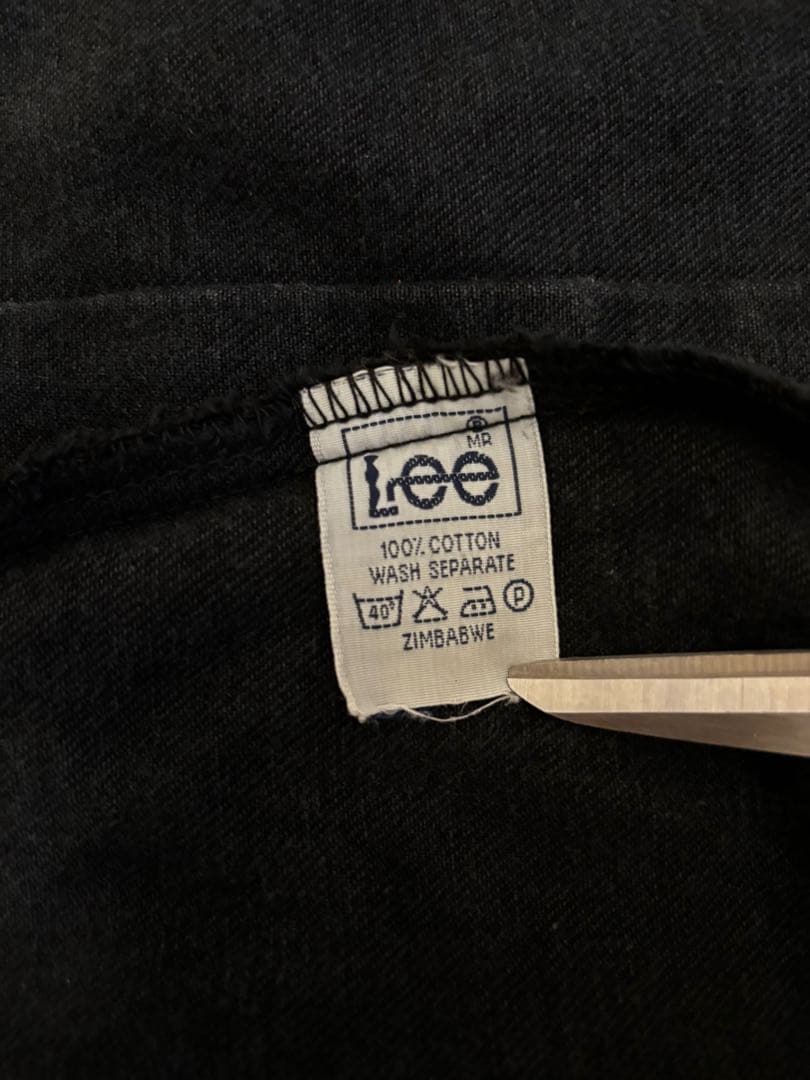 ®
MR
Lee
100% COTTON
WASH SEPARATE
40° P
ZIMBABWE